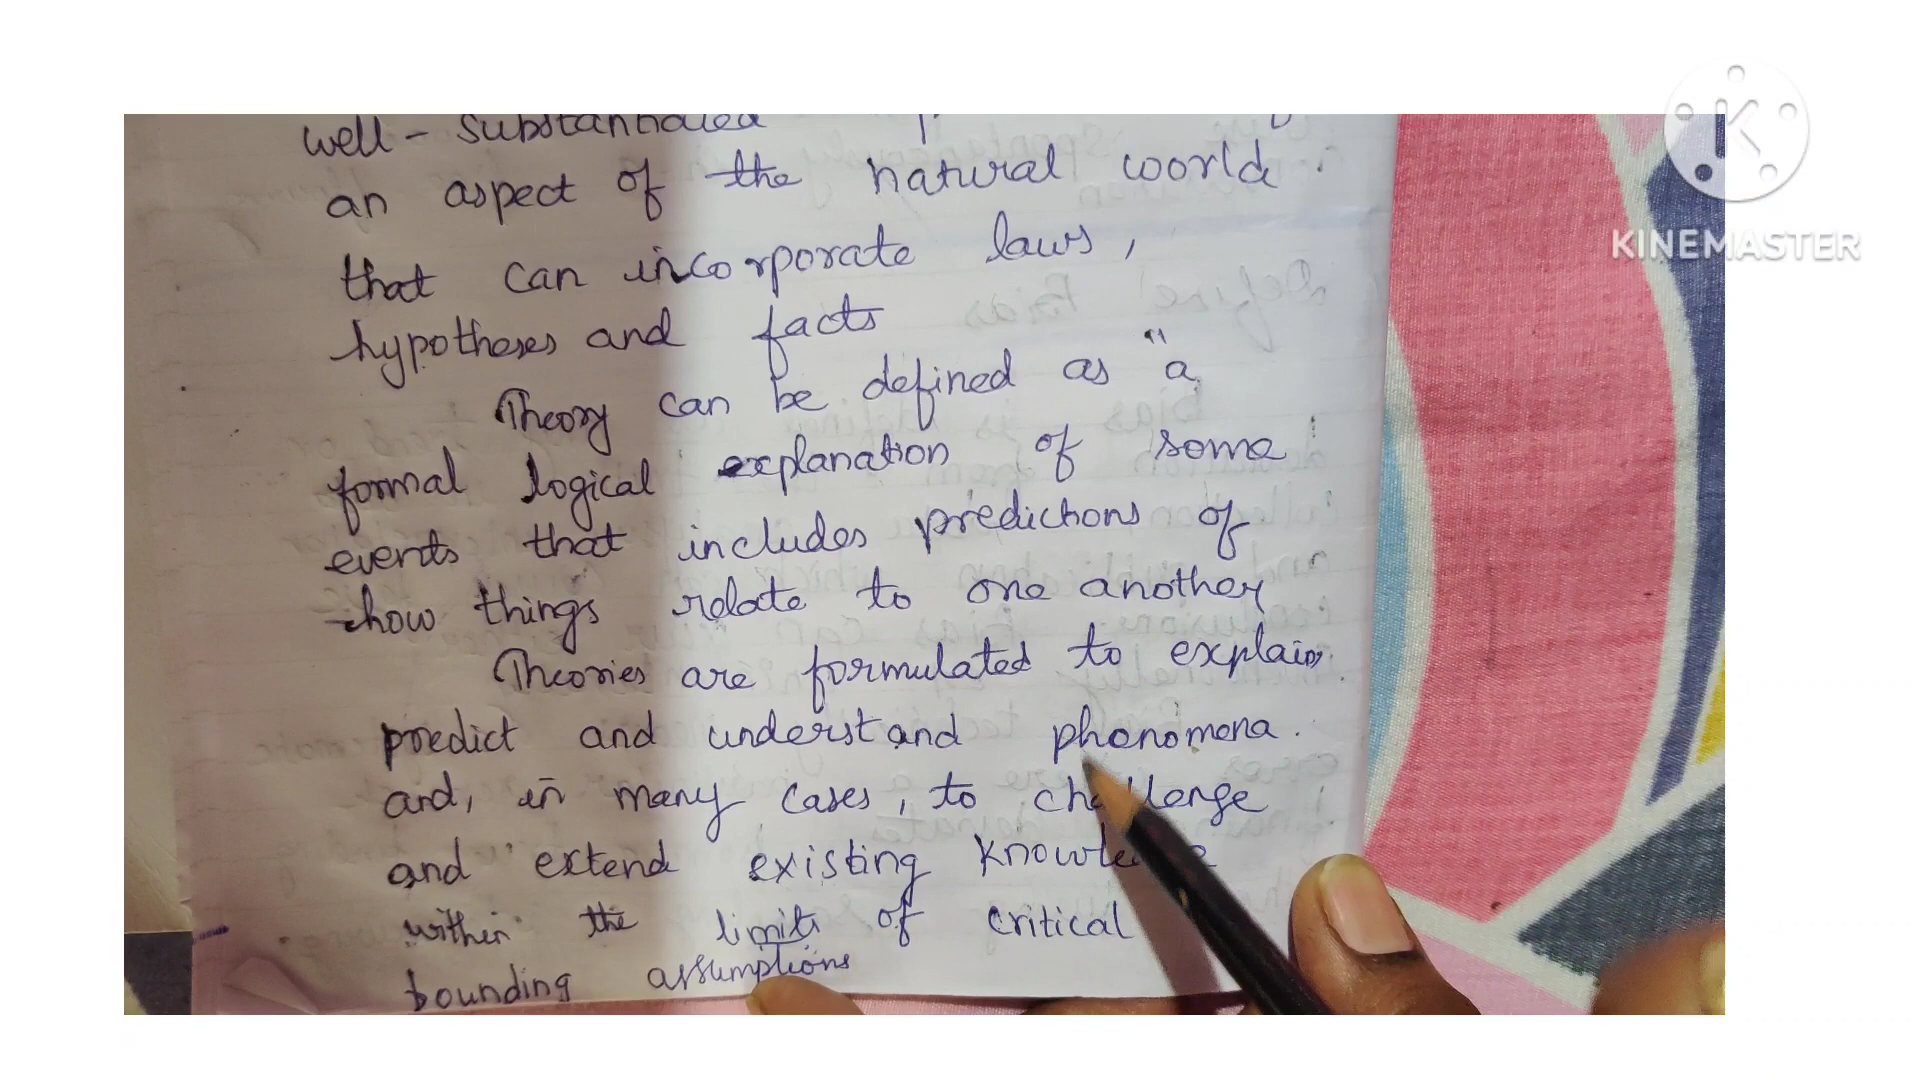 well - substantiated
an aspect of the natural world.
that can incorporate laws,
hypotheses and facts
Theory can be defined as "a
formal logical explanation of some
events that includes predictions of
how things relate to one another
Theories are formulated to explain,
predict and understand phenomena.
and, in many cases, to challenge
and extend existing knowledge
within the limits of critical
bounding assumptions
KINEMASTER